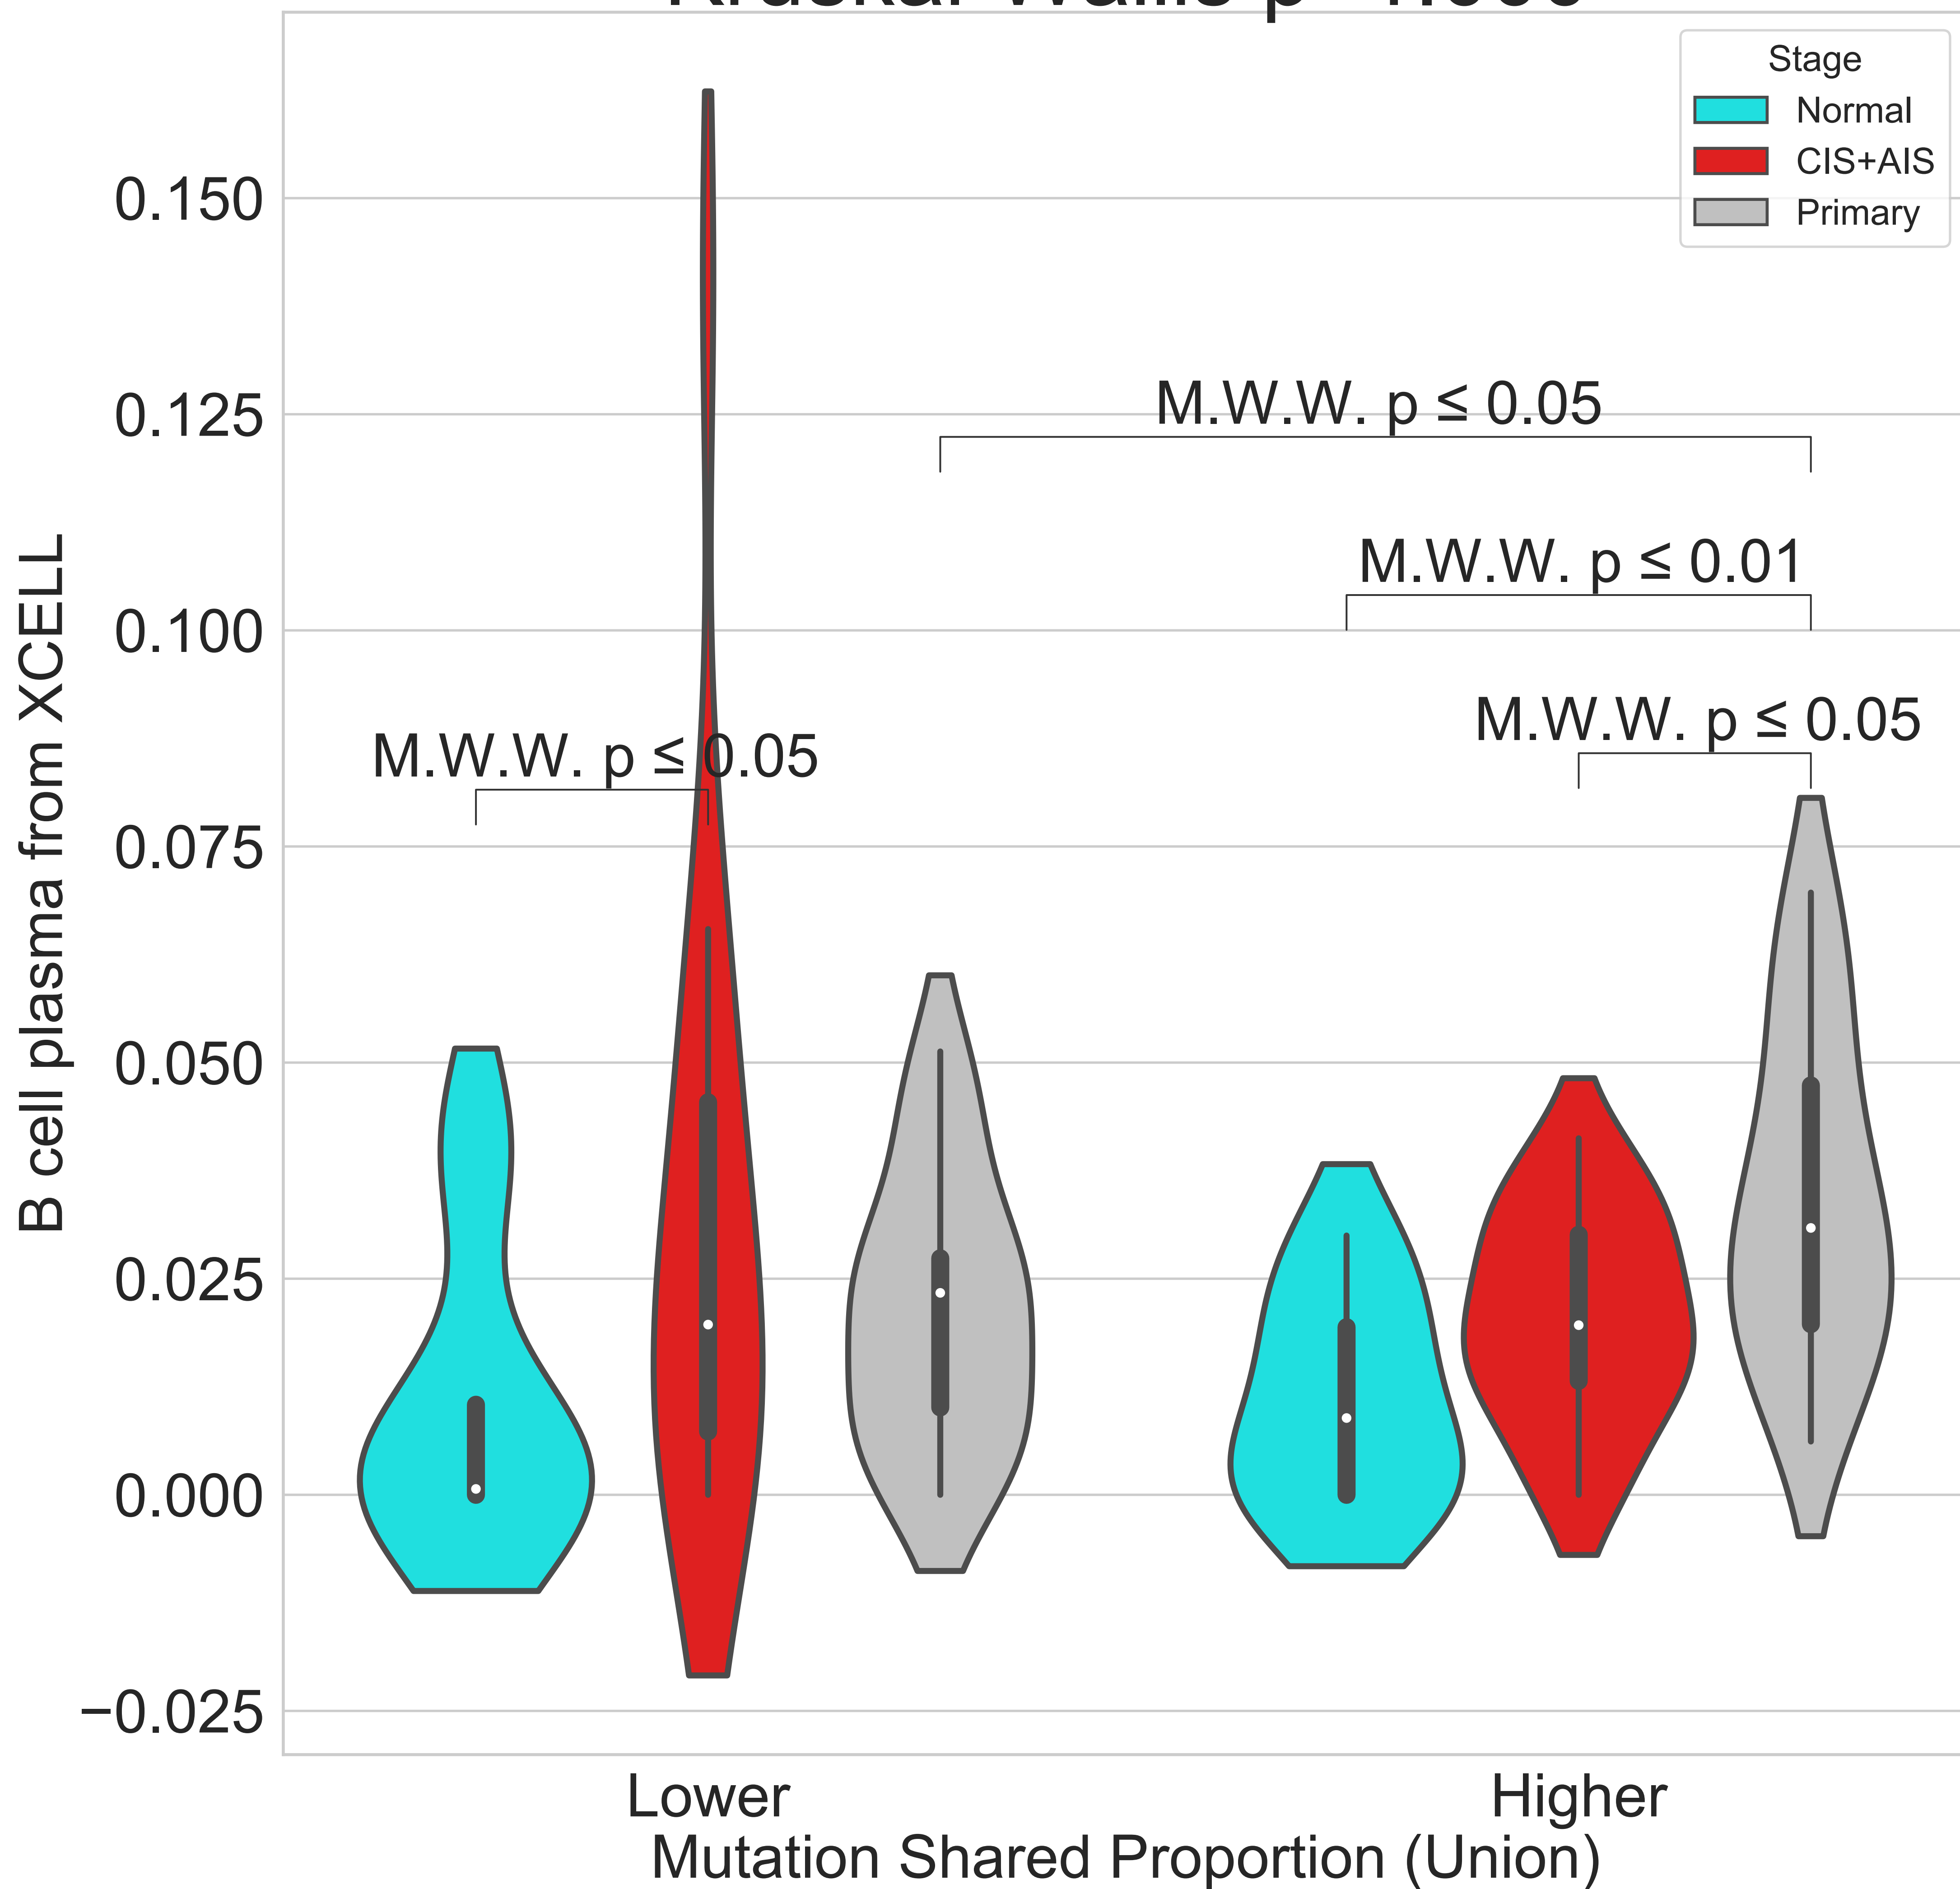 Stage
Normal
CIS+AIS
Primary
0.150
0.125
0.100
0.075
0.050
0.025
0.000
−0.025
B cell plasma from XCELL
M.W.W. p ≤ 0.05
M.W.W. p ≤ 0.01
M.W.W. p ≤ 0.05
M.W.W. p ≤ 0.05
Lower
Higher
Mutation Shared Proportion (Union)